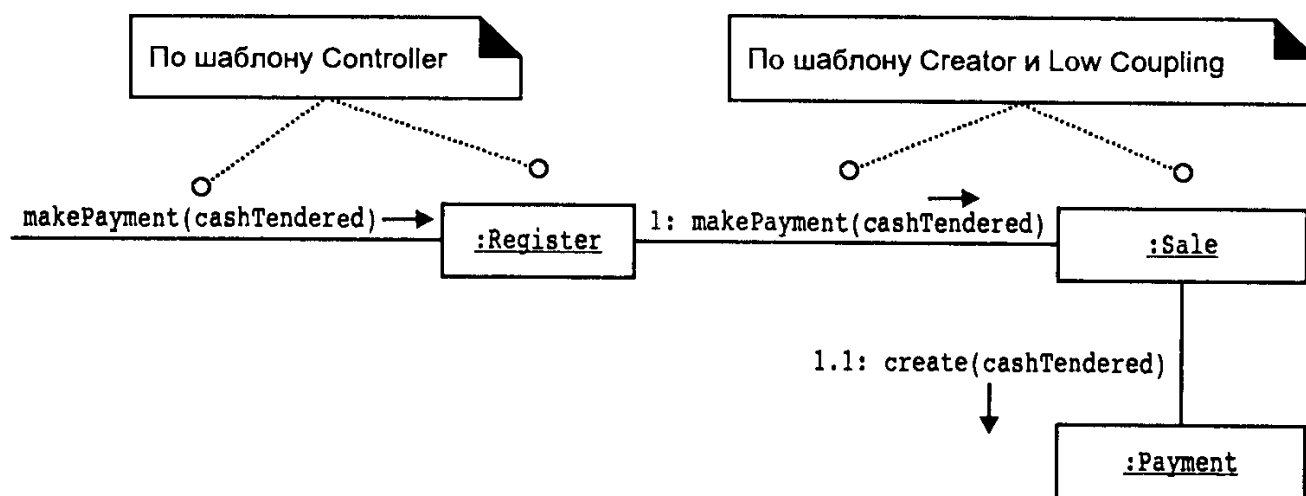 По шаблону Controller
По шаблону Creator и Low Coupling
makePayment(cashTendered)
:Register
1: makePayment(cashTendered)
:Sale
1.1: create(cashTendered)
:Payment